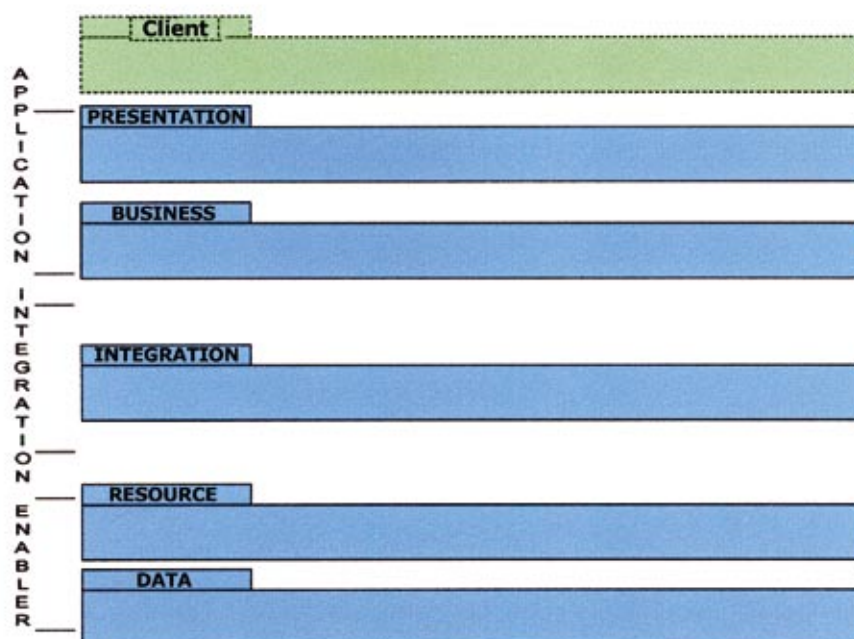 Client
APPLICATION
PRESENTATION
BUSINESS
INTEGRATION
INTEGRATION
ENABLER
RESOURCE
DATA